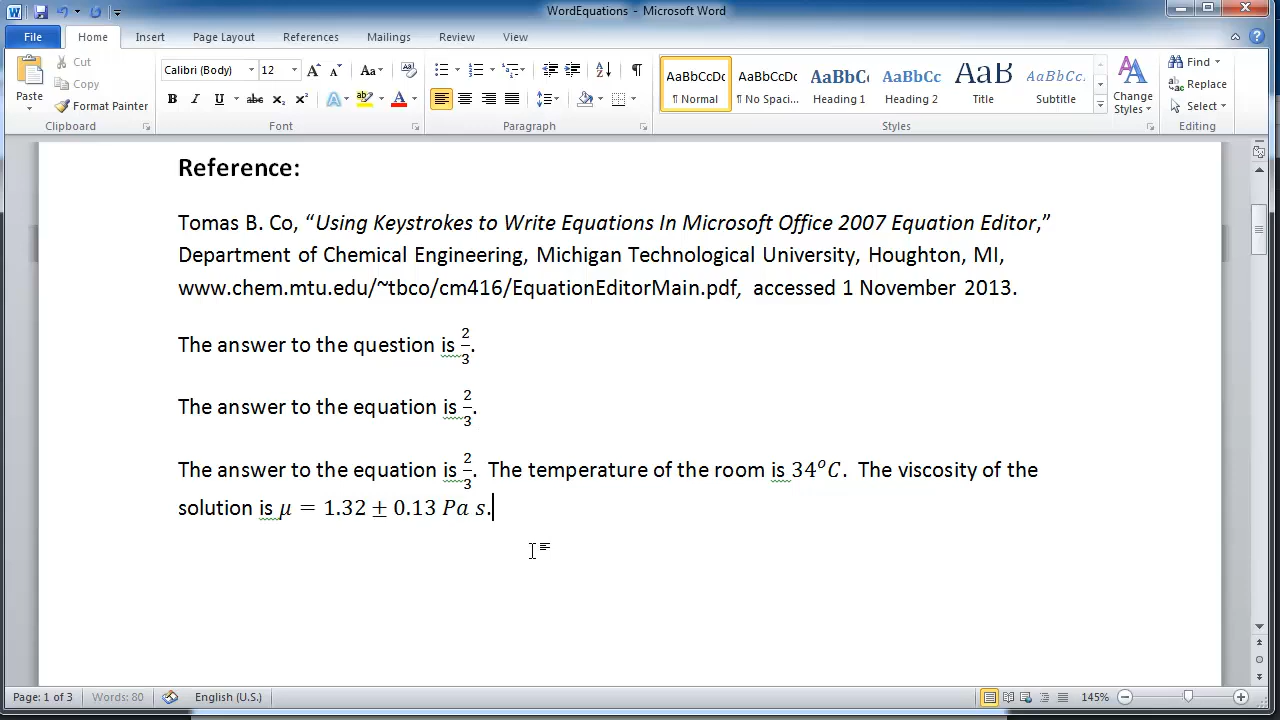 WordEquations - Microsoft Word
File Home Insert Page Layout References Mailings Review View
Paste
Cut
Copy
Format Painter
Calibri (Body) 12
AaBbCcDc AaBbCcDc AaBbC AaBbCc AaB AaBbCc.
¶ Normal ¶ No Spaci... Heading 1 Heading 2 Title Subtitle
Change Styles
Find
Replace
Select
Clipboard Font Paragraph Styles Editing
Reference:
Tomas B. Co, “Using Keystrokes to Write Equations In Microsoft Office 2007 Equation Editor,”
Department of Chemical Engineering, Michigan Technological University, Houghton, MI,
www.chem.mtu.edu/~tbco/cm416/EquationEditorMain.pdf, accessed 1 November 2013.
The answer to the question is 2/3.
The answer to the equation is 2/3.
The answer to the equation is 2/3. The temperature of the room is 34°C. The viscosity of the
solution is μ = 1.32 ± 0.13 Pa s.
Page: 1 of 3 Words: 80 English (U.S.) 145%